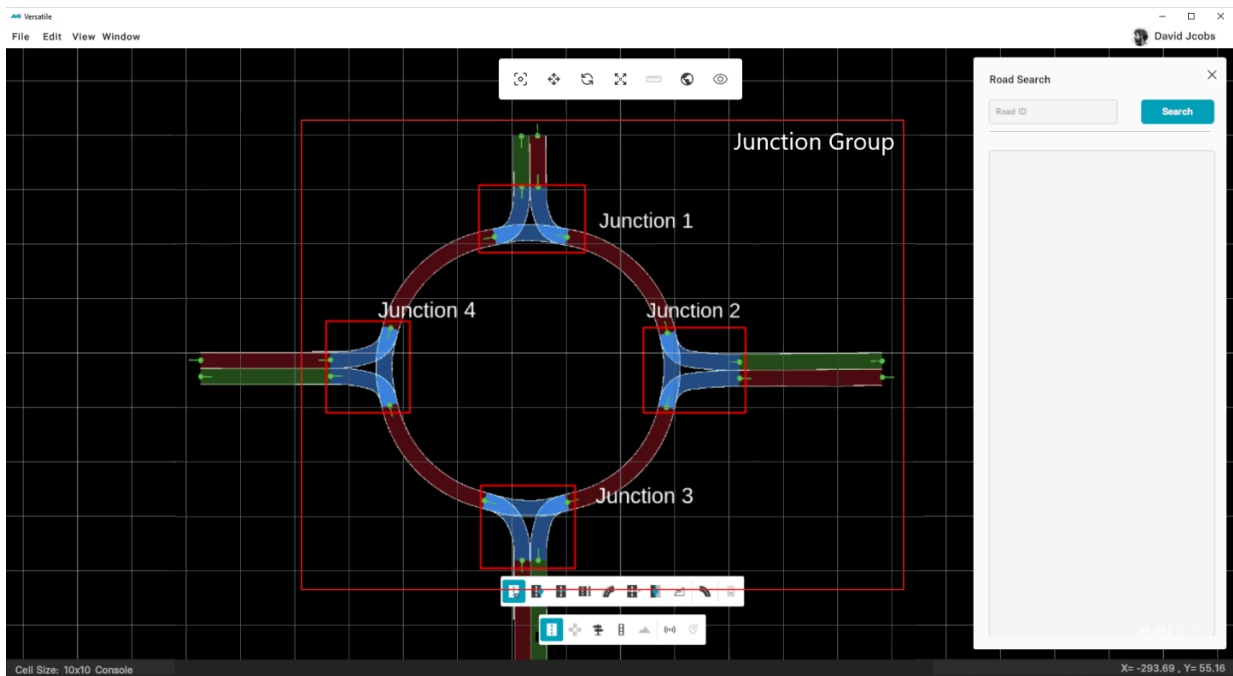 Versatile
File Edit View Window
David Jcobs
Road Search
Road ID
Search
Junction Group
Junction 1
Junction 4
Junction 2
Junction 3
Cell Size: 10x10 Console
X= -293.69 , Y= 55.16